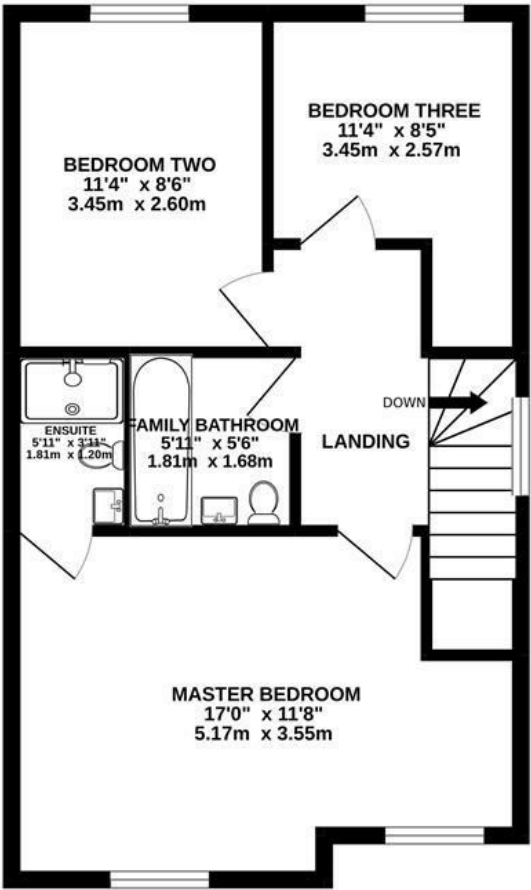 BEDROOM TWO
11'4" x 8'6"
3.45m x 2.60m
BEDROOM THREE
11'4" x 8'5"
3.45m x 2.57m
ENSUITE
5'11" x 3'11"
1.81m x 1.20m
FAMILY BATHROOM
5'11" x 5'6"
1.81m x 1.68m
DOWN
LANDING
MASTER BEDROOM
17'0" x 11'8"
5.17m x 3.55m